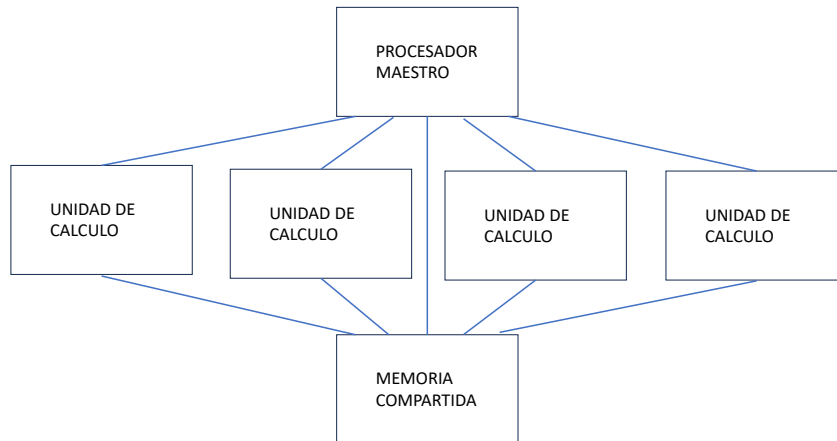 PROCESADOR
MAESTRO
UNIDAD DE
CALCULO
UNIDAD DE
CALCULO
UNIDAD DE
CALCULO
UNIDAD DE
CALCULO
MEMORIA
COMPARTIDA